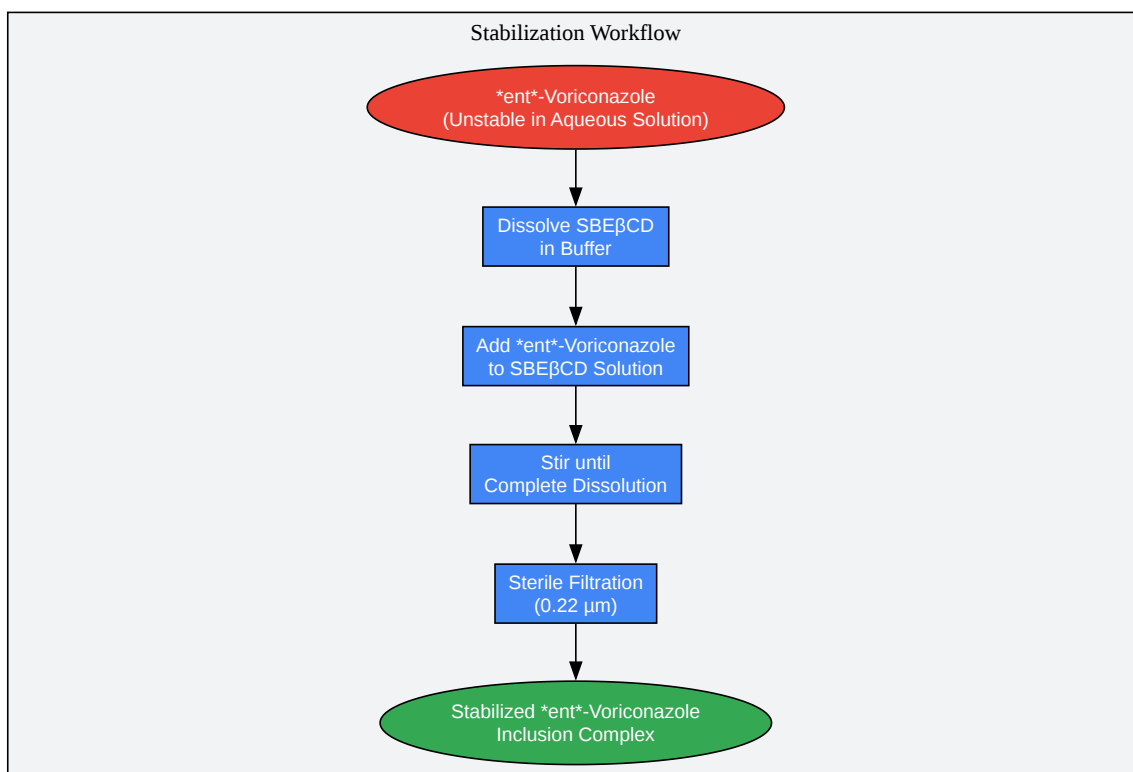 Stabilization Workflow
*ent*-Voriconazole
(Unstable in Aqueous Solution)
Dissolve SBEβCD
in Buffer
Add *ent*-Voriconazole
to SBEβCD Solution
Stir until
Complete Dissolution
Sterile Filtration
(0.22 µm)
Stabilized *ent*-Voriconazole
Inclusion Complex